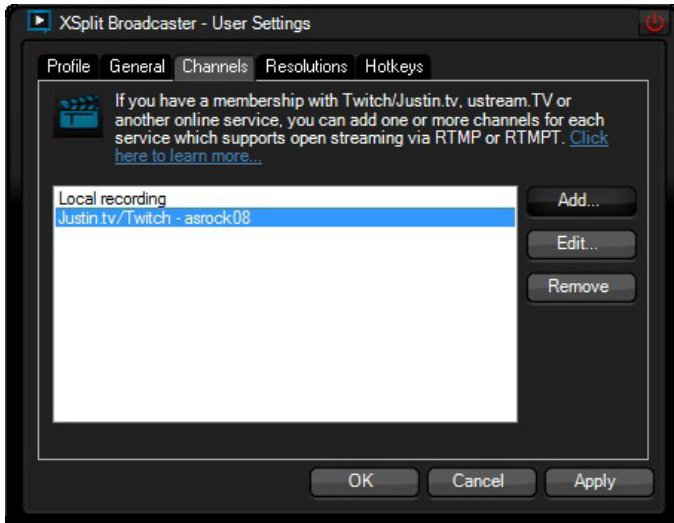 XSplit Broadcaster - User Settings
Profile General Channels Resolutions Hotkeys
If you have a membership with Twitch/Justin.tv, ustream.TV or
another online service, you can add one or more channels for each
service which supports open streaming via RTMP or RTMPT. Click
here to learn more...
Local recording
Justin.tv/Twitch - asrock08
Add...
Edit...
Remove
OK Cancel Apply